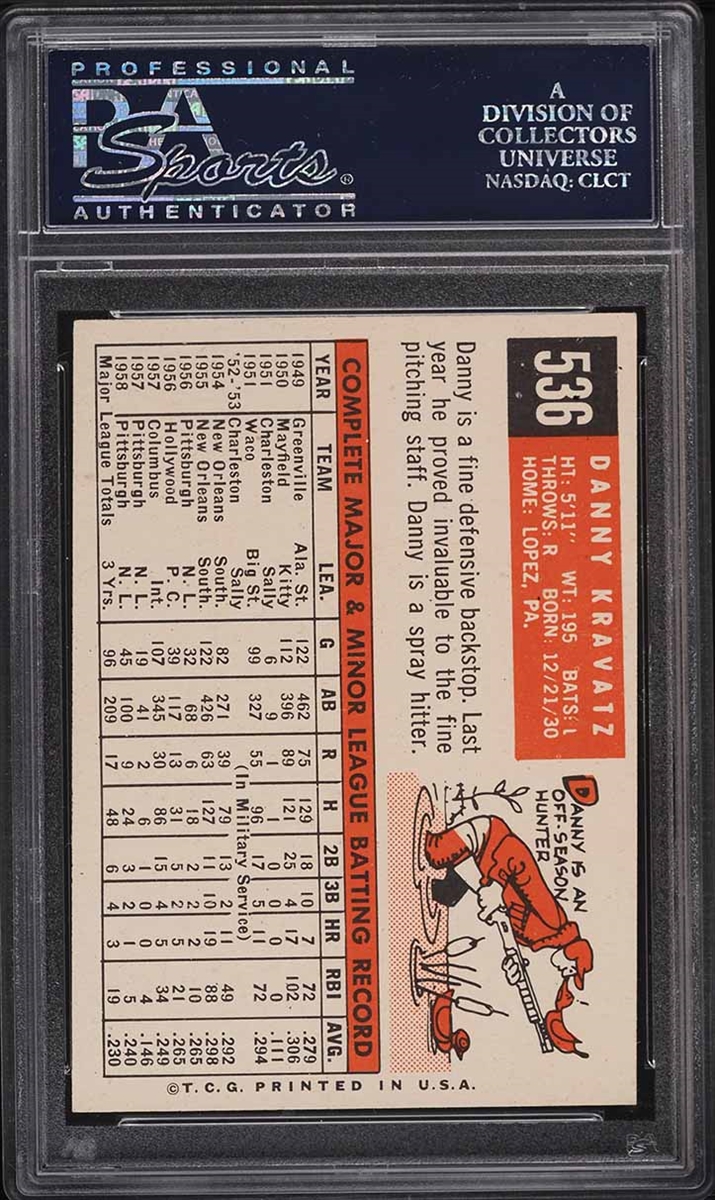 PROFESSIONAL
PSA
Sports®
AUTHENTICATOR
A
DIVISION OF
COLLECTORS
UNIVERSE
NASDAQ: CLCT
536
DANNY KRAVATZ
HT: 5'11" WT: 195 BATS: L
THROWS: R BORN: 12/21/30
HOME: LOPEZ, PA.
Danny is a fine defensive backstop. Last
year he proved invaluable to the fine
pitching staff. Danny is a spray hitter.
DANNY IS AN
OFF-SEASON
HUNTER
COMPLETE MAJOR & MINOR LEAGUE BATTING RECORD
YEAR TEAM LEA. G AB R H 2B 3B HR RBI AVG.
1949 Greenville Ala. St. 122 462 75 129 18 10 7 72 .279
1950 Mayfield Kitty 112 396 89 121 25 4 17 102 .306
1951 Charleston Sally 6 9 1 1 0 0 0 0 .111
1951 Waco Big St. 99 327 55 96 17 5 11 72 .294
'52-'53 Charleston Sally (In Military Service)
1954 New Orleans South. 82 271 39 79 13 2 11 49 .292
1955 New Orleans South. 122 426 63 127 11 10 19 88 .298
1956 Pittsburgh N. L. 32 68 6 18 2 2 2 10 .265
1956 Hollywood P. C. 39 117 13 31 5 2 5 21 .265
1957 Columbus Int. 107 345 30 86 15 4 5 34 .249
1957 Pittsburgh N. L. 19 41 2 6 1 0 0 4 .146
1958 Pittsburgh N. L. 45 100 9 24 3 2 1 5 .240
Major League Totals 3 Yrs. 96 209 17 48 6 4 3 19 .230
©T.C.G. PRINTED IN U.S.A.